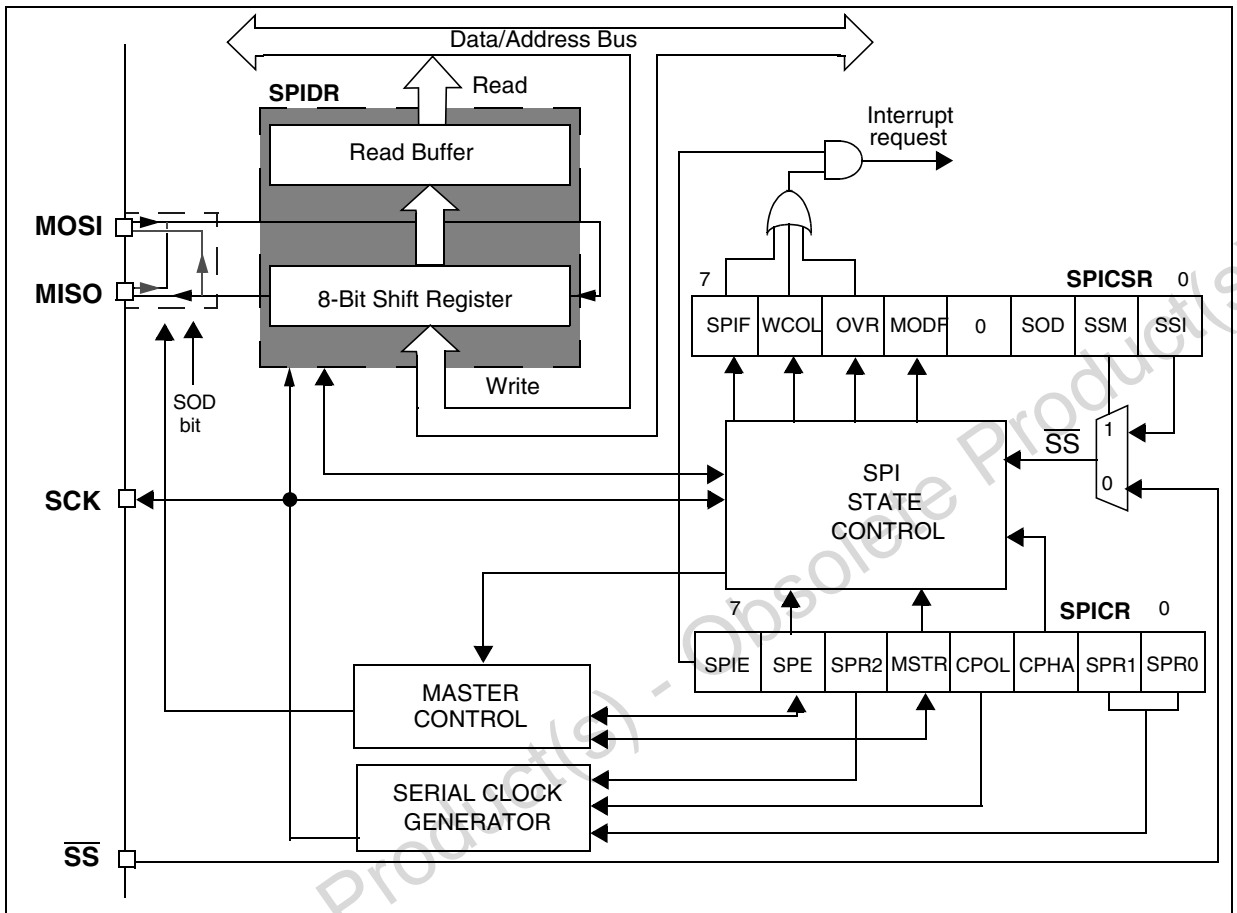 Data/Address Bus
SPIDR
Read
Read Buffer
Interrupt
request
MOSI
MISO
8-Bit Shift Register
Write
SOD
bit
7
SPICSR
0
SPIF
WCOL
OVR
MODF
0
SOD
SSM
SSI
1
SS
0
SCK
SPI
STATE
CONTROL
7
SPICR
0
SPIE
SPE
SPR2
MSTR
CPOL
CPHA
SPR1
SPR0
MASTER
CONTROL
SERIAL CLOCK
GENERATOR
SS
Product(s) - Obsolete Product(s